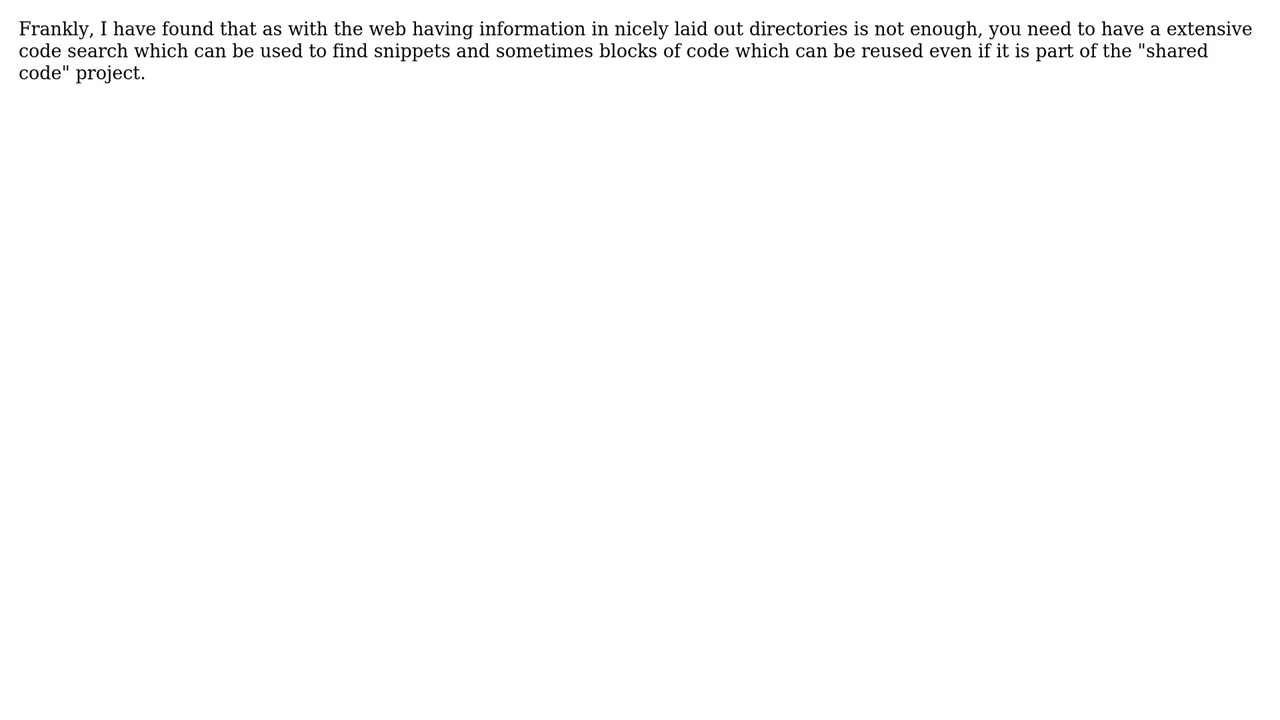 Frankly, I have found that as with the web having information in nicely laid out directories is not enough, you need to have a extensive
code search which can be used to find snippets and sometimes blocks of code which can be reused even if it is part of the "shared
code" project.